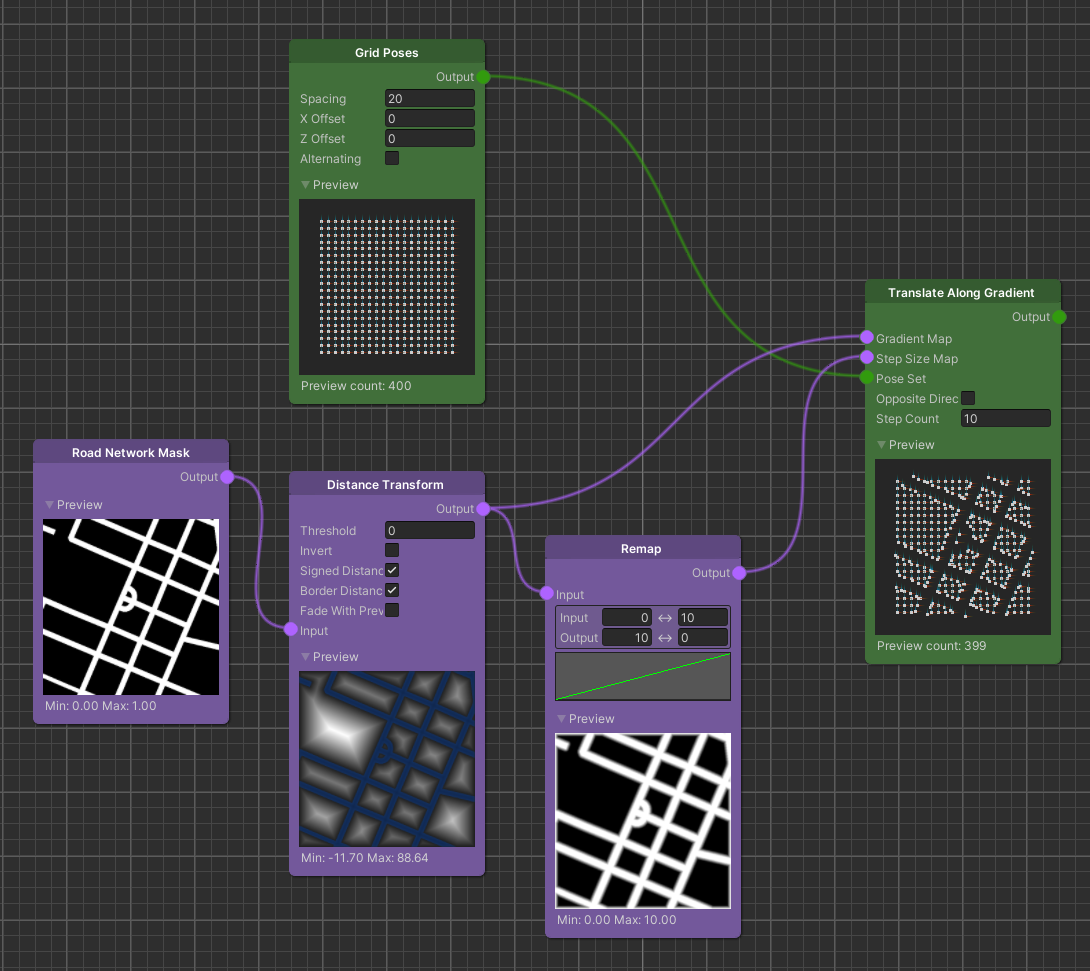 Grid Poses
Output
Spacing 20
X Offset 0
Z Offset 0
Alternating
Preview
Preview count: 400
Translate Along Gradient
Output
Gradient Map
Step Size Map
Pose Set
Opposite Direc
Step Count 10
Preview
Preview count: 399
Road Network Mask
Output
Preview
Min: 0.00 Max: 1.00
Distance Transform
Output
Threshold 0
Invert
Signed Distanc
Border Distanc
Fade With Prev
Input
Preview
Min: -11.70 Max: 88.64
Remap
Output
Input
Input 0 ↔ 10
Output 10 ↔ 0
Preview
Min: 0.00 Max: 10.00